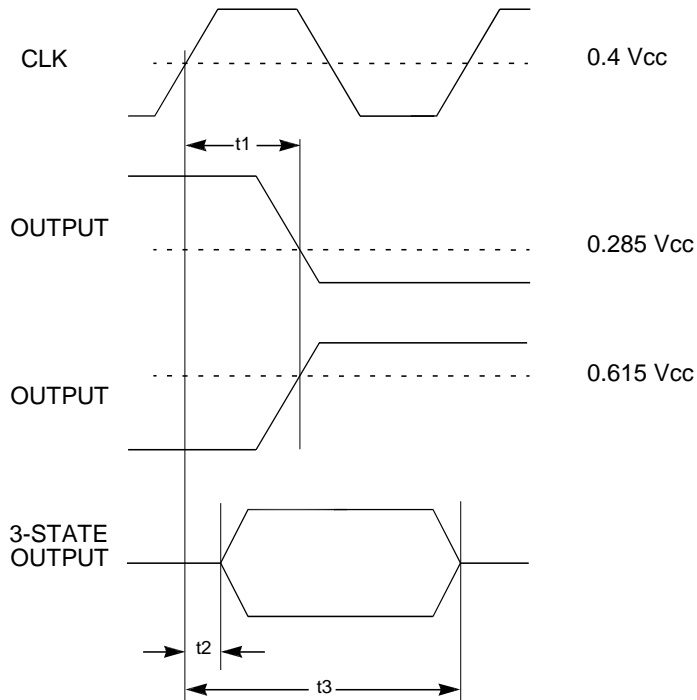 CLK
0.4 Vcc
t1
OUTPUT
0.285 Vcc
0.615 Vcc
OUTPUT
3-STATE
OUTPUT
t2
t3